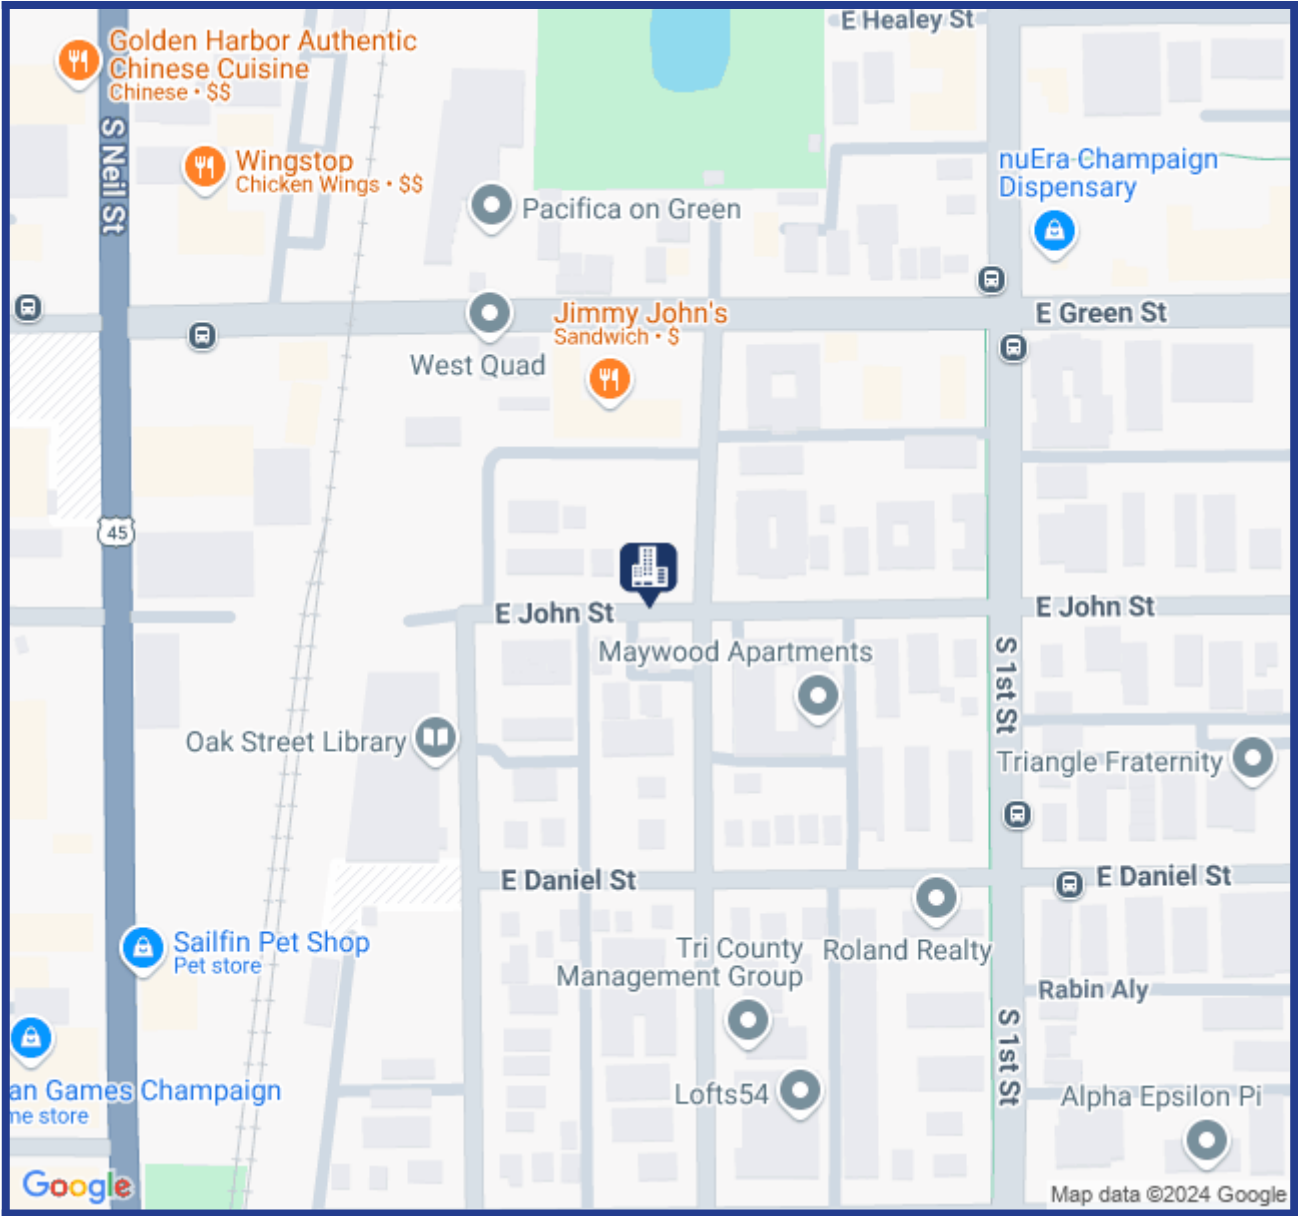 E Healey St
Golden Harbor Authentic
Chinese Cuisine
Chinese • $$
S Neil St
Wingstop
Chicken Wings • $$
nuEra Champaign
Dispensary
Pacifica on Green
Jimmy John's
Sandwich • $
E Green St
West Quad
45
E John St
E John St
Maywood Apartments
S 1st St
Oak Street Library
Triangle Fraternity
E Daniel St
E Daniel St
Sailfin Pet Shop
Pet store
Tri County
Management Group
Roland Realty
Rabin Aly
S 1st St
an Games Champaign
me store
Lofts54
Alpha Epsilon Pi
Google
Map data ©2024 Google